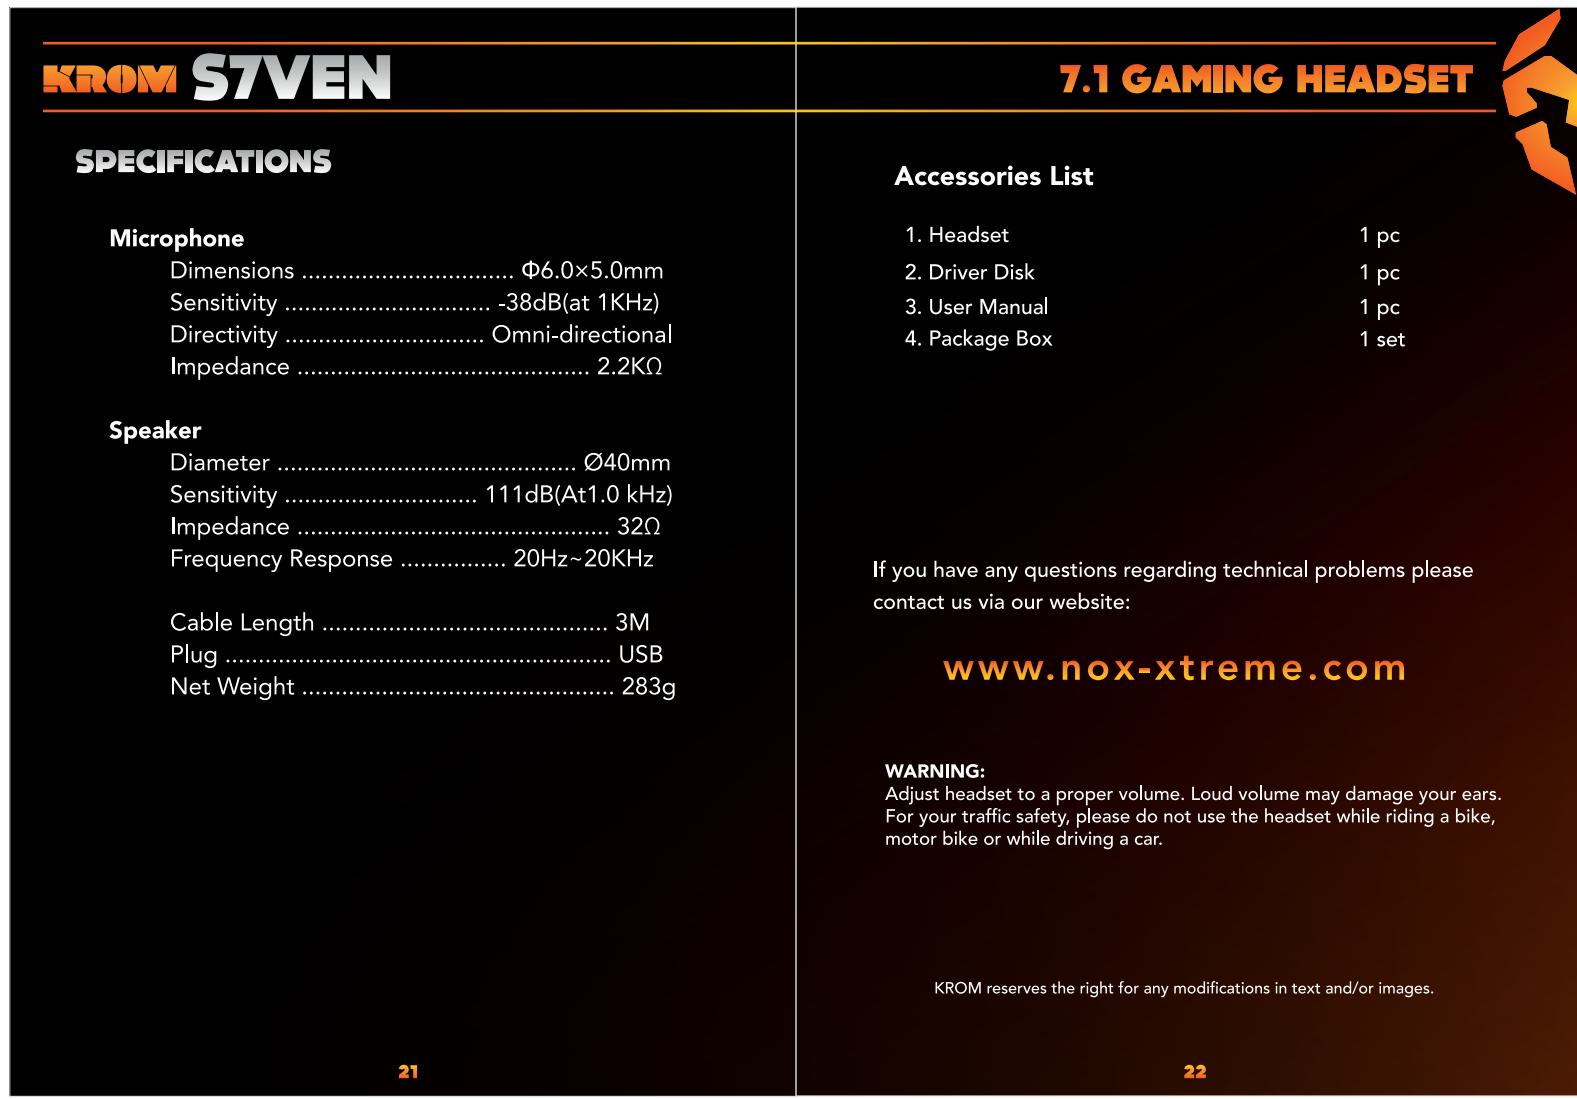 KROM S7VEN
SPECIFICATIONS
Microphone
Dimensions ................................ Φ6.0×5.0mm
Sensitivity ............................... -38dB(at 1KHz)
Directivity .............................. Omni-directional
Impedance ............................................ 2.2KΩ
Speaker
Diameter ............................................. Ø40mm
Sensitivity ............................. 111dB(At1.0 kHz)
Impedance ............................................... 32Ω
Frequency Response ................ 20Hz~20KHz
Cable Length ........................................... 3M
Plug .......................................................... USB
Net Weight ............................................... 283g
21
7.1 GAMING HEADSET
Accessories List
1. Headset 1 pc
2. Driver Disk 1 pc
3. User Manual 1 pc
4. Package Box 1 set
If you have any questions regarding technical problems please
contact us via our website:
www.nox-xtreme.com
WARNING:
Adjust headset to a proper volume. Loud volume may damage your ears.
For your traffic safety, please do not use the headset while riding a bike,
motor bike or while driving a car.
KROM reserves the right for any modifications in text and/or images.
22